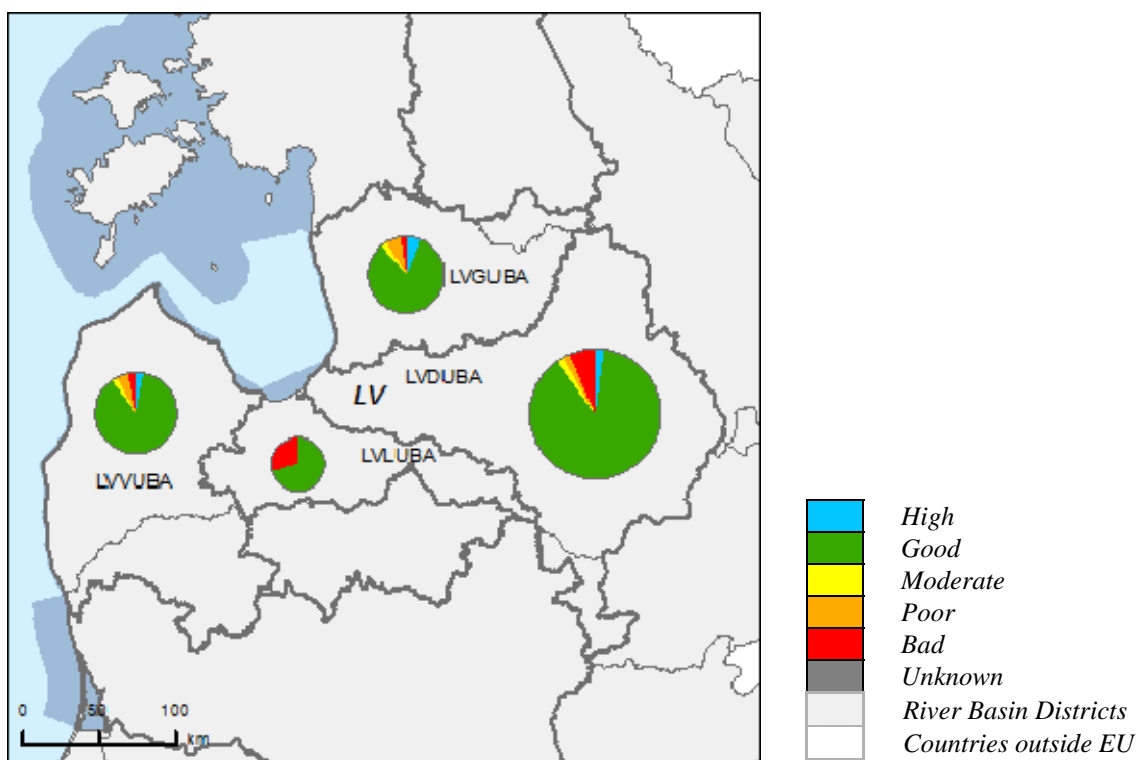 LVGUBA
LVDUBA
LV
LVLUBA
LVVUBA
0 50 100
km
High
Good
Moderate
Poor
Bad
Unknown
River Basin Districts
Countries outside EU